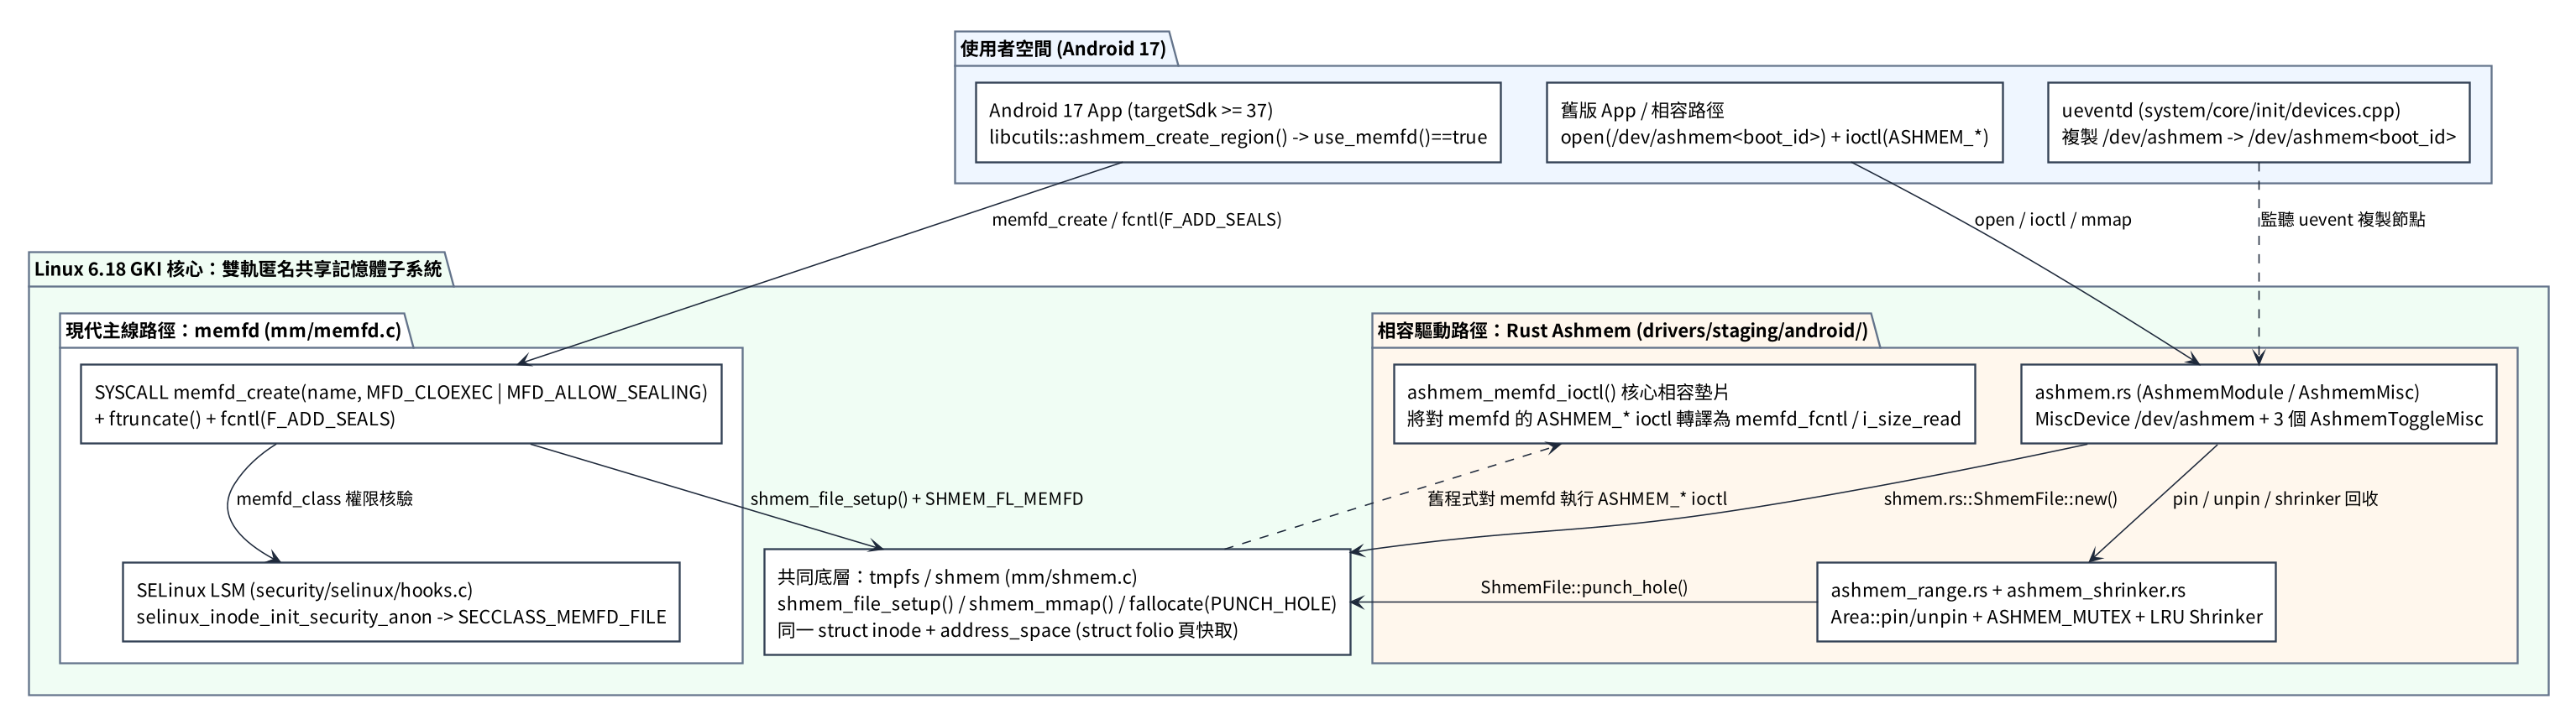 使用者空間 (Android 17)
Android 17 App (targetSdk >= 37)
libcutils::ashmem_create_region() -> use_memfd()==true
舊版 App / 相容路徑
open(/dev/ashmem<boot_id>) + ioctl(ASHMEM_*)
ueventd (system/core/init/devices.cpp)
複製 /dev/ashmem -> /dev/ashmem<boot_id>
memfd_create / fcntl(F_ADD_SEALS)
open / ioctl / mmap
監聽 uevent 複製節點
Linux 6.18 GKI 核心：雙軌匿名共享記憶體子系統
現代主線路徑：memfd (mm/memfd.c)
SYSCALL memfd_create(name, MFD_CLOEXEC | MFD_ALLOW_SEALING)
+ ftruncate() + fcntl(F_ADD_SEALS)
相容驅動路徑：Rust Ashmem (drivers/staging/android/)
ashmem_memfd_ioctl() 核心相容墊片
將對 memfd 的 ASHMEM_* ioctl 轉譯為 memfd_fcntl / i_size_read
ashmem.rs (AshmemModule / AshmemMisc)
MiscDevice /dev/ashmem + 3 個 AshmemToggleMisc
memfd_class 權限核驗
shmem_file_setup() + SHMEM_FL_MEMFD
舊程式對 memfd 執行 ASHMEM_* ioctl
shmem.rs::ShmemFile::new()
pin / unpin / shrinker 回收
SELinux LSM (security/selinux/hooks.c)
selinux_inode_init_security_anon -> SECCLASS_MEMFD_FILE
共同底層：tmpfs / shmem (mm/shmem.c)
shmem_file_setup() / shmem_mmap() / fallocate(PUNCH_HOLE)
同一 struct inode + address_space (struct folio 頁快取)
ShmemFile::punch_hole()
ashmem_range.rs + ashmem_shrinker.rs
Area::pin/unpin + ASHMEM_MUTEX + LRU Shrinker